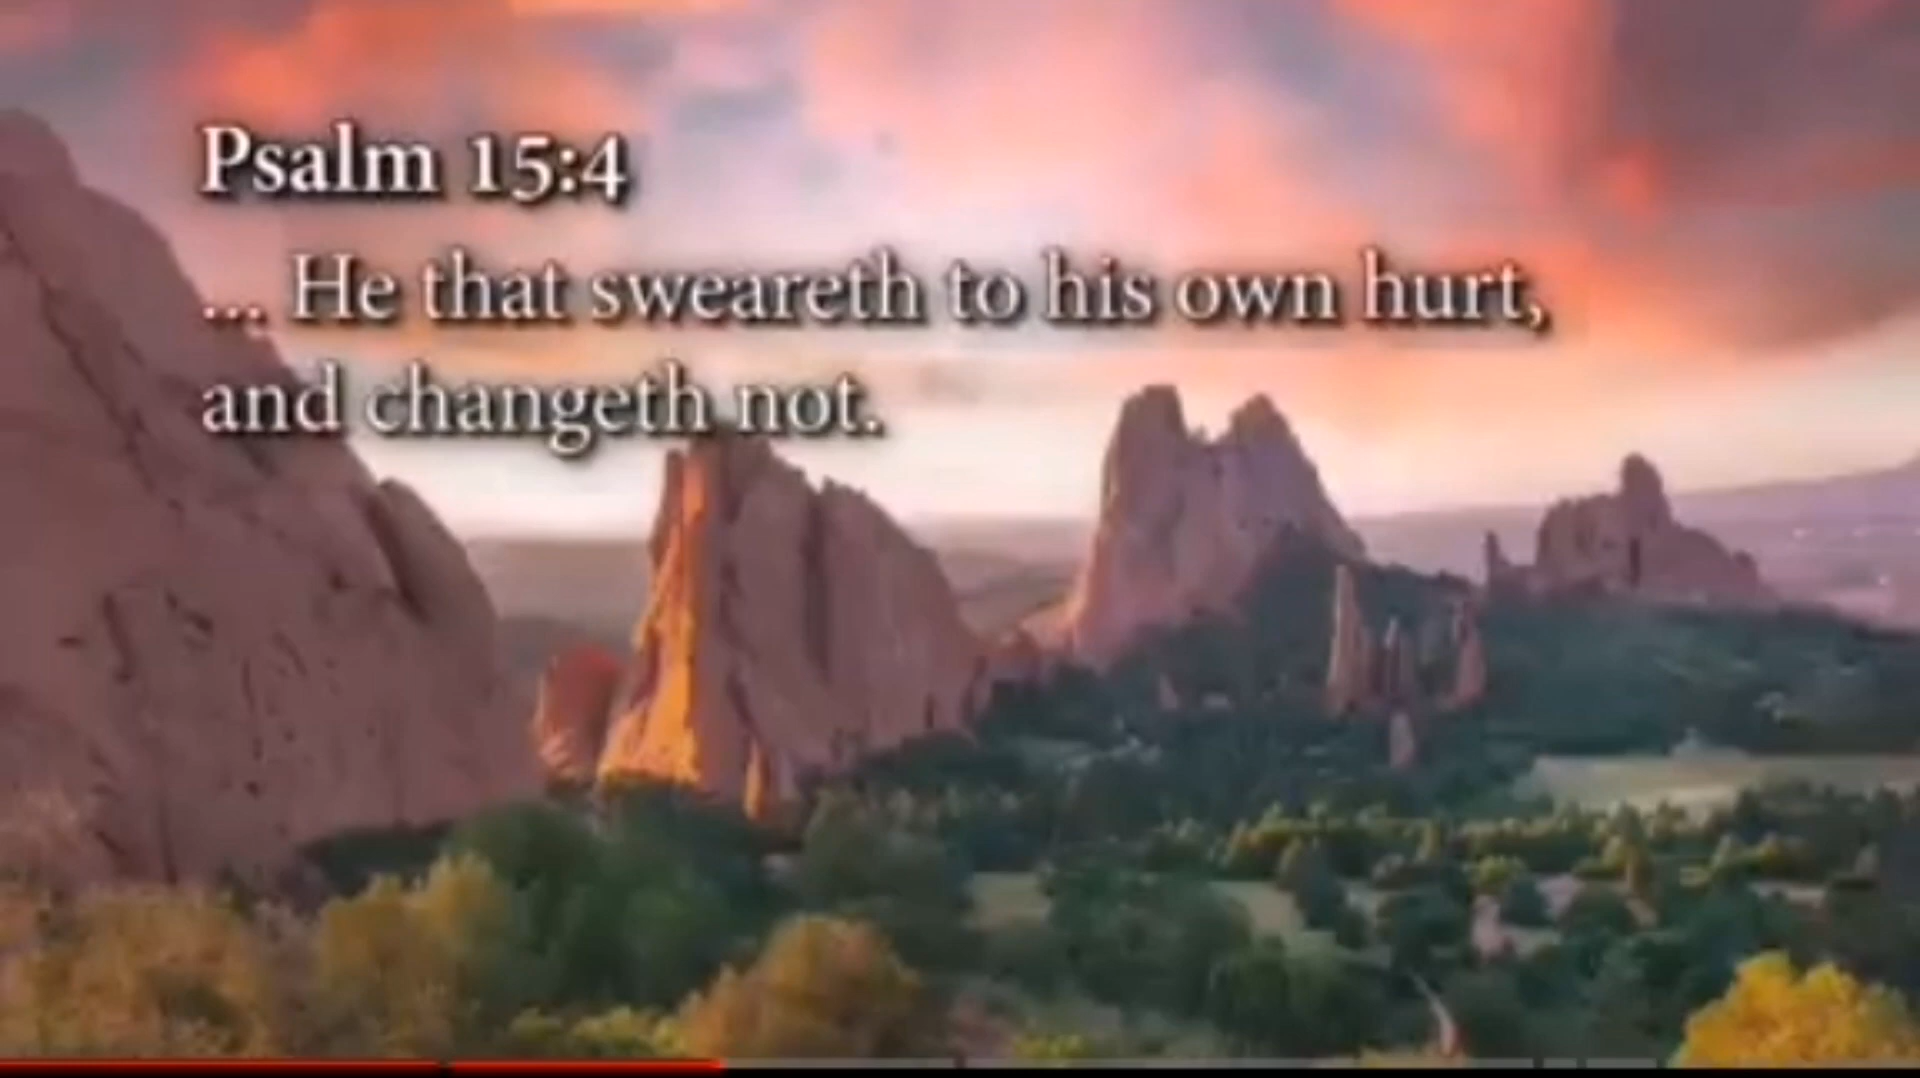 Psalm 15:4
... He that sweareth to his own hurt,
and changeth not.